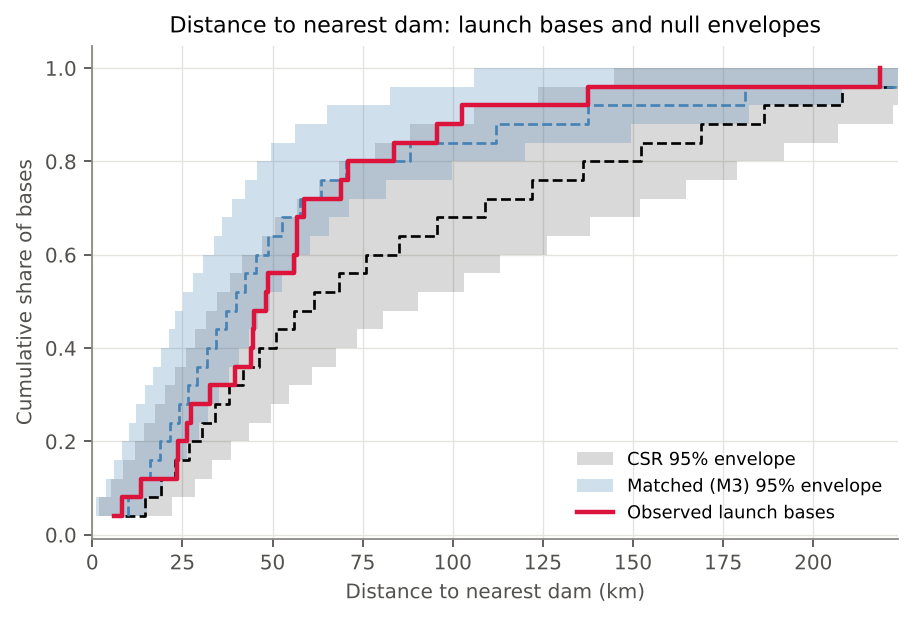 Distance to nearest dam: launch bases and null envelopes
Cumulative share of bases
1.0
0.8
0.6
0.4
0.2
0.0
CSR 95% envelope
Matched (M3) 95% envelope
Observed launch bases
0 25 50 75 100 125 150 175 200
Distance to nearest dam (km)